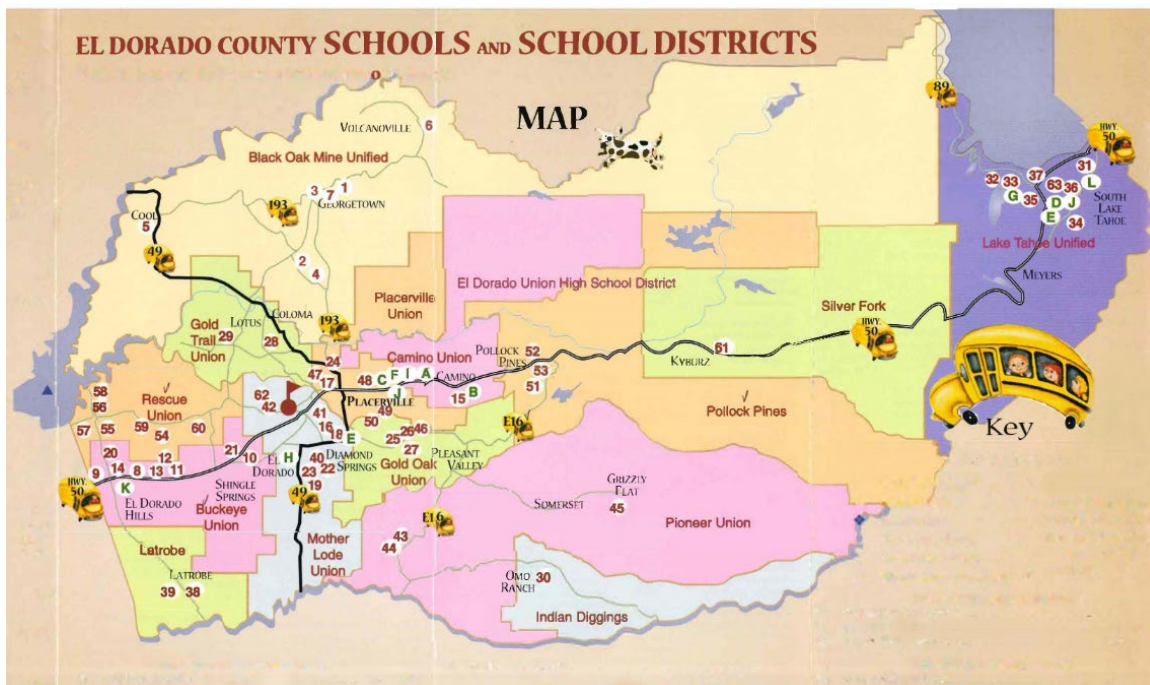 EL DORADO COUNTY SCHOOLS AND SCHOOL DISTRICTS
MAP
89
HWY.
50
VOLCANOVILLE
6
Black Oak Mine Unified
3
7
1
GEORGETOWN
193
COOL
5
49
2
4
32
33
G
37
35
63
36
D
J
E
31
L
34
SOUTH
LAKE
TAHOE
Lake Tahoe Unified
MEYERS
El Dorado Union High School District
Placerville
Union
Silver Fork
HWY.
50
193
Gold
Trail
Union
LOTUS
COLOMA
29
28
24
Camino Union
POLLOCK
PINES
52
53
51
KYBURZ
61
47
17
48
C
F
I
A
J
CAMINO
15
B
PLACERVILLE
Pollock Pines
58
56
57
55
Rescue
Union
59
54
60
62
42
41
16
18
E
49
50
25
26
46
27
E16
Key
20
9
14
8
13
12
11
21
10
K
HWY.
50
EL DORADO
HILLS
SHINGLE
SPRINGS
EL
DORADO
H
40
23
22
19
DIAMOND
SPRINGS
Gold Oak
Union
PLEASANT
VALLEY
Buckeye
Union
49
E16
GRIZZLY
FLAT
45
SOMERSET
Pioneer Union
43
44
Mother
Lode
Union
Latrobe
LATROBE
39
38
OMO
RANCH
30
Indian Diggings